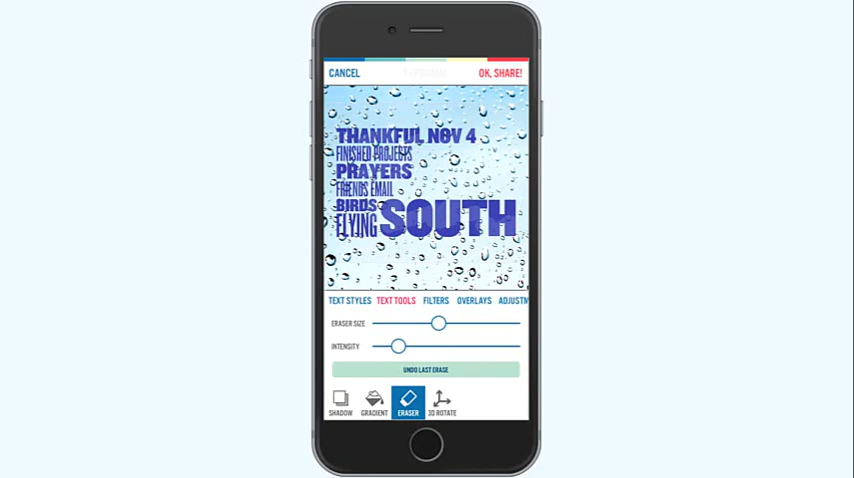 CANCEL OK, SHARE!
THANKFUL NOV 4
FINISHED PROJECTS
PRAYERS
FRIENDS EMAIL
BIRDS
FLYING SOUTH
TEXT STYLES TEXT TOOLS FILTERS OVERLAYS ADJUSTM
ERASER SIZE
INTENSITY
UNDO LAST ERASE
SHADOW GRADIENT ERASER 3D ROTATE